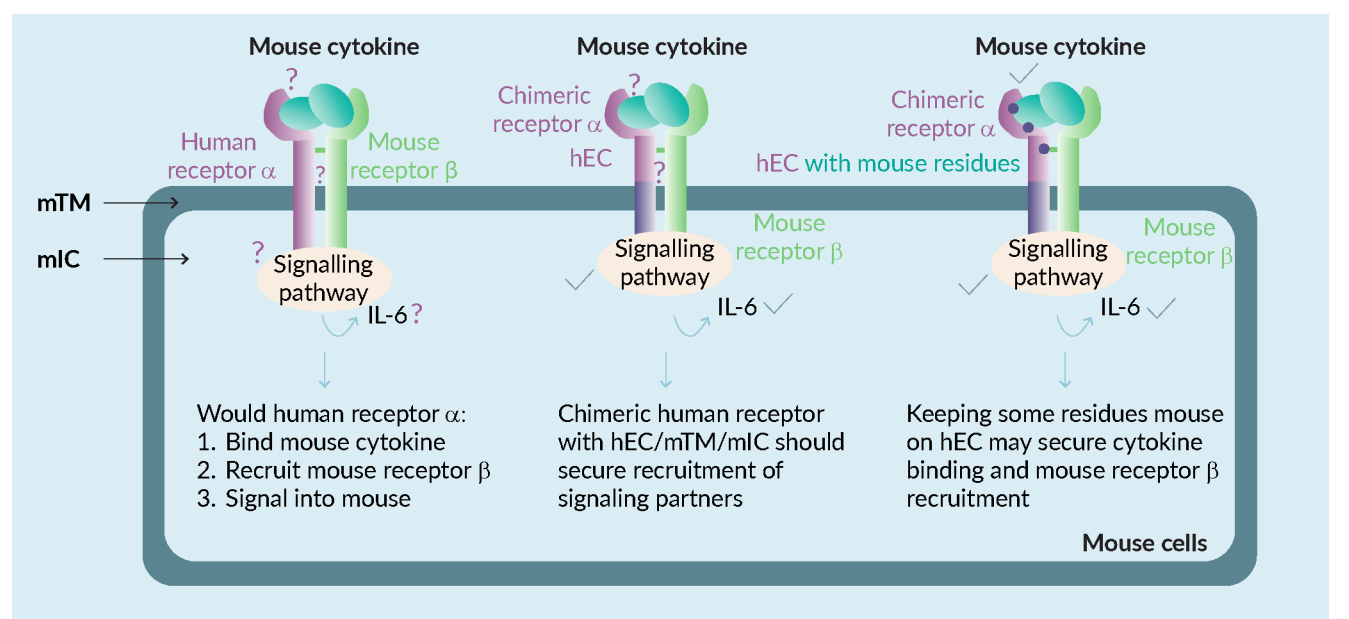 Mouse cytokine
?
Human
receptor α
Mouse
receptor β
?
?
Signalling
pathway
IL-6 ?
Would human receptor α:
1. Bind mouse cytokine
2. Recruit mouse receptor β
3. Signal into mouse
Mouse cytokine
?
Chimeric
receptor α
hEC
?
Mouse
receptor β
Signalling
pathway
IL-6
Chimeric human receptor
with hEC/mTM/mIC should
secure recruitment of
signaling partners
Mouse cytokine
Chimeric
receptor α
hEC with mouse residues
Mouse
receptor β
Signalling
pathway
IL-6
Keeping some residues mouse
on hEC may secure cytokine
binding and mouse receptor β
recruitment
mTM
mIC
Mouse cells